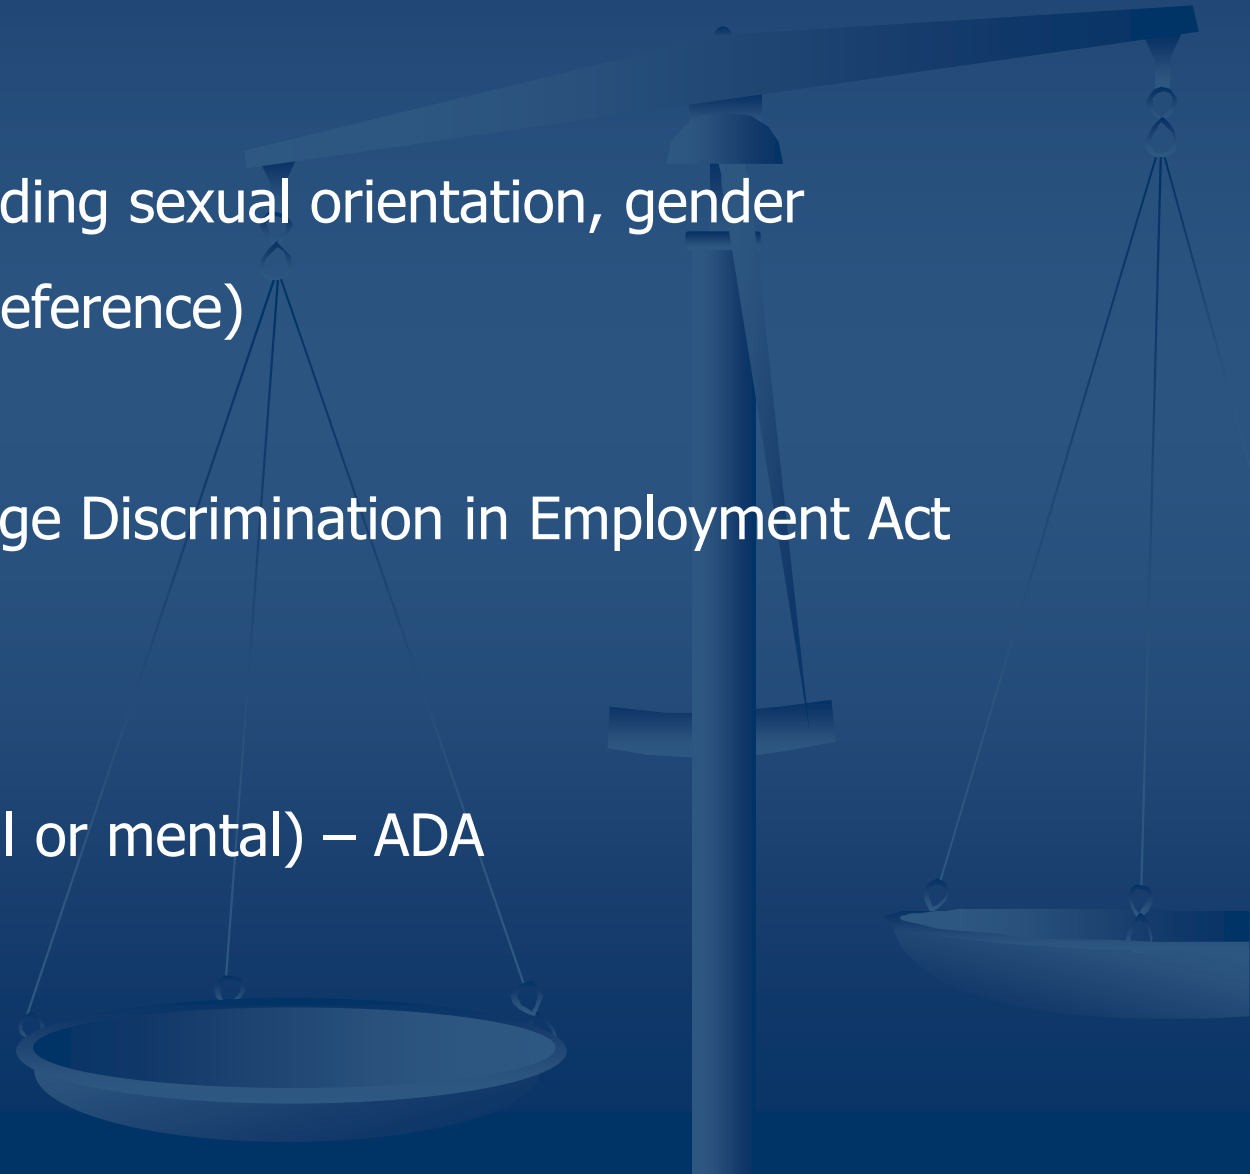 ding sexual orientation, gender
eference)
ge Discrimination in Employment Act
l or mental) – ADA